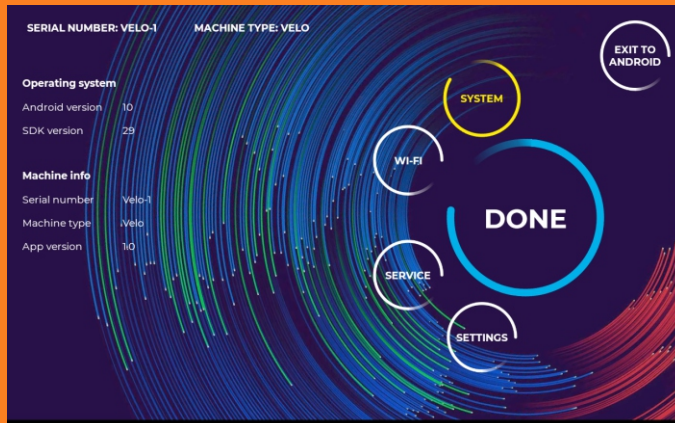 SERIAL NUMBER: VELO-1 MACHINE TYPE: VELO
EXIT TO
ANDROID
Operating system
Android version 10
SDK version 29
Machine info
Serial number Velo-1
Machine type Velo
App version 1.0
SYSTEM
WI-FI
DONE
SERVICE
SETTINGS